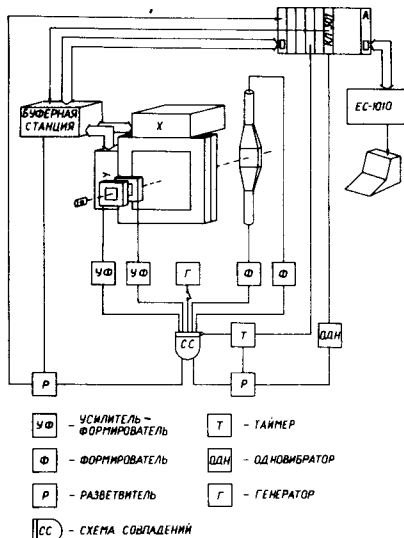 КЛ 301
А
БУФЕРНАЯ СТАНЦИЯ
X
Y
ЕС-1010
УФ
УФ
Г
Ф
Ф
СС
Т
ОДН
Р
Р
УФ - УСИЛИТЕЛЬ - ФОРМИРОВАТЕЛЬ
Т - ТАЙМЕР
Ф - ФОРМИРОВАТЕЛЬ
ОДН - ОДНОВИБРАТОР
Р - РАЗВЕТВИТЕЛЬ
Г - ГЕНЕРАТОР
СС - СХЕМА СОВПАДЕНИЙ